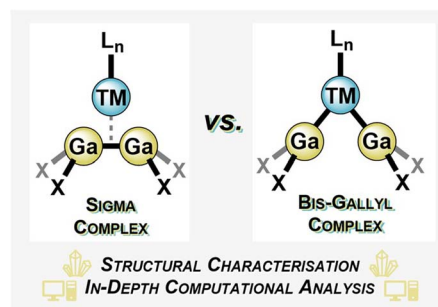 Lₙ
TM
Ga Ga
X X
X X
SIGMA
COMPLEX
vs.
Lₙ
TM
Ga Ga
X X
X X
BIS-GALLYL
COMPLEX
STRUCTURAL CHARACTERISATION
IN-DEPTH COMPUTATIONAL ANALYSIS